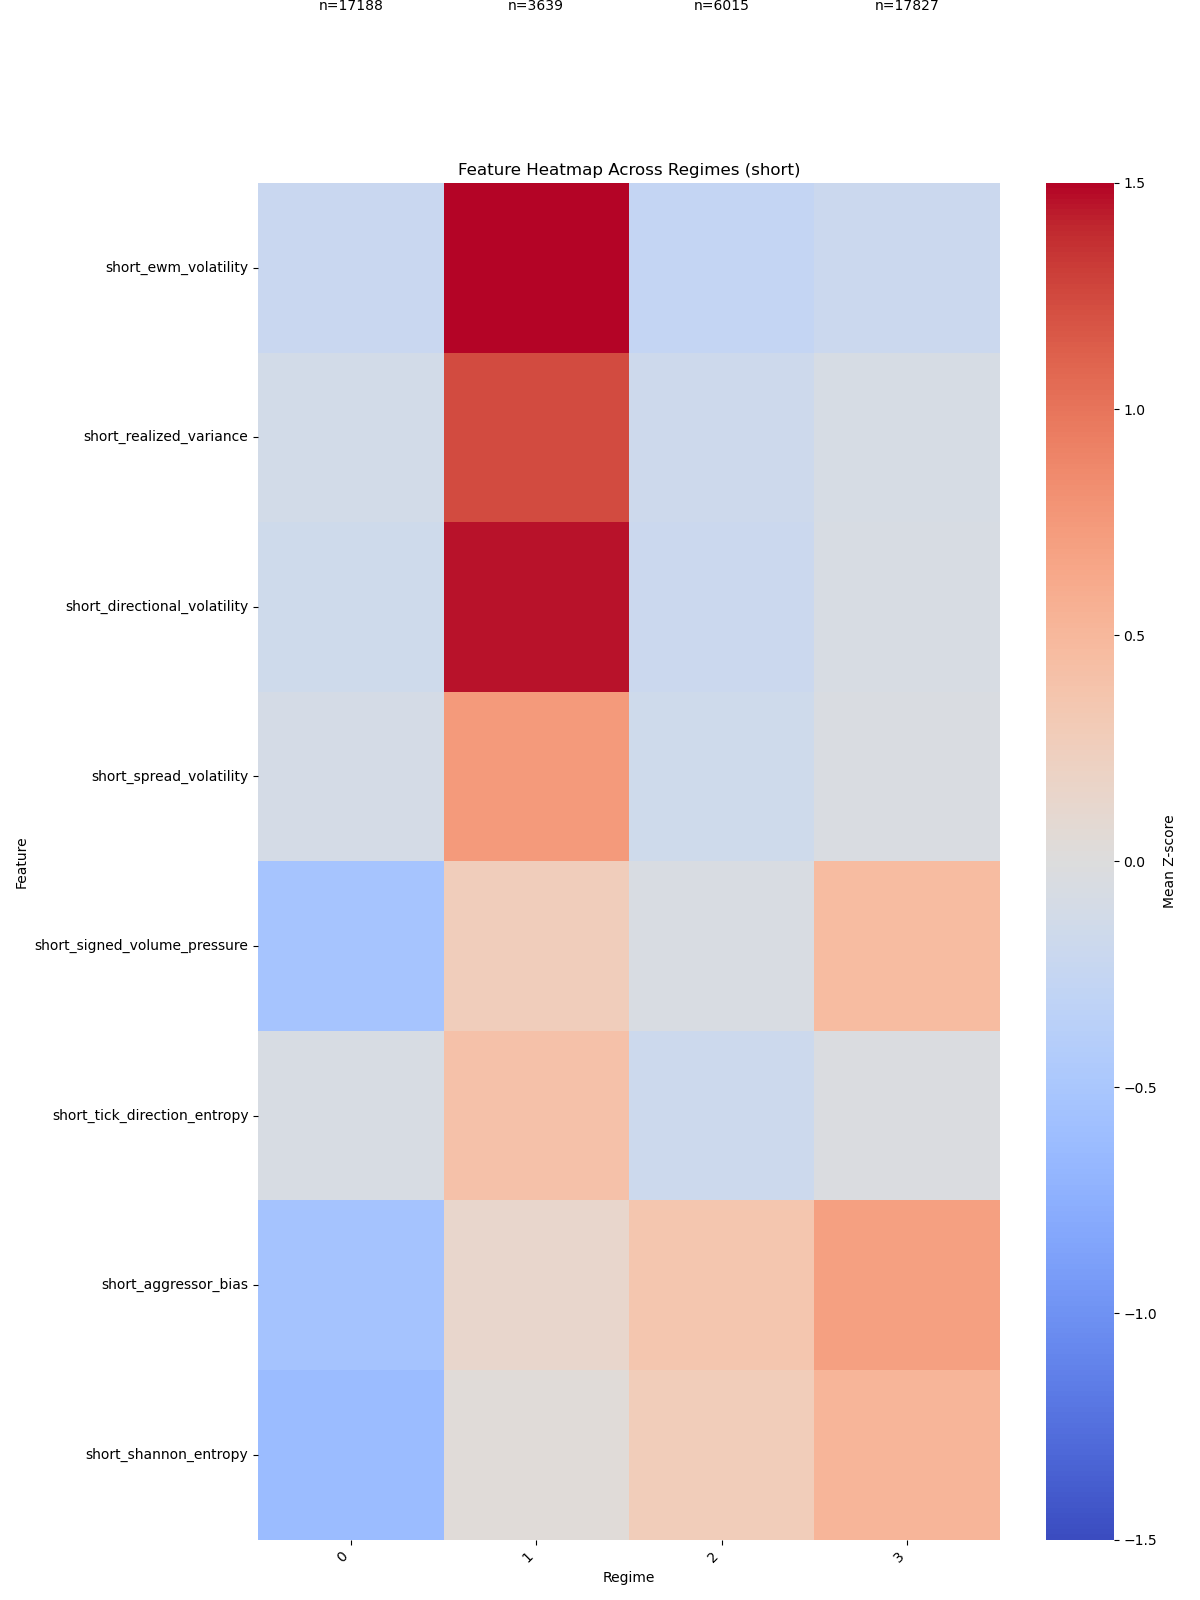 n=17188 n=3639 n=6015 n=17827
Feature Heatmap Across Regimes (short)
short_ewm_volatility
short_realized_variance
short_directional_volatility
short_spread_volatility
short_signed_volume_pressure
short_tick_direction_entropy
short_aggressor_bias
short_shannon_entropy
Feature
0 1 2 3
Regime
1.5
1.0
0.5
0.0
−0.5
−1.0
−1.5
Mean Z-score